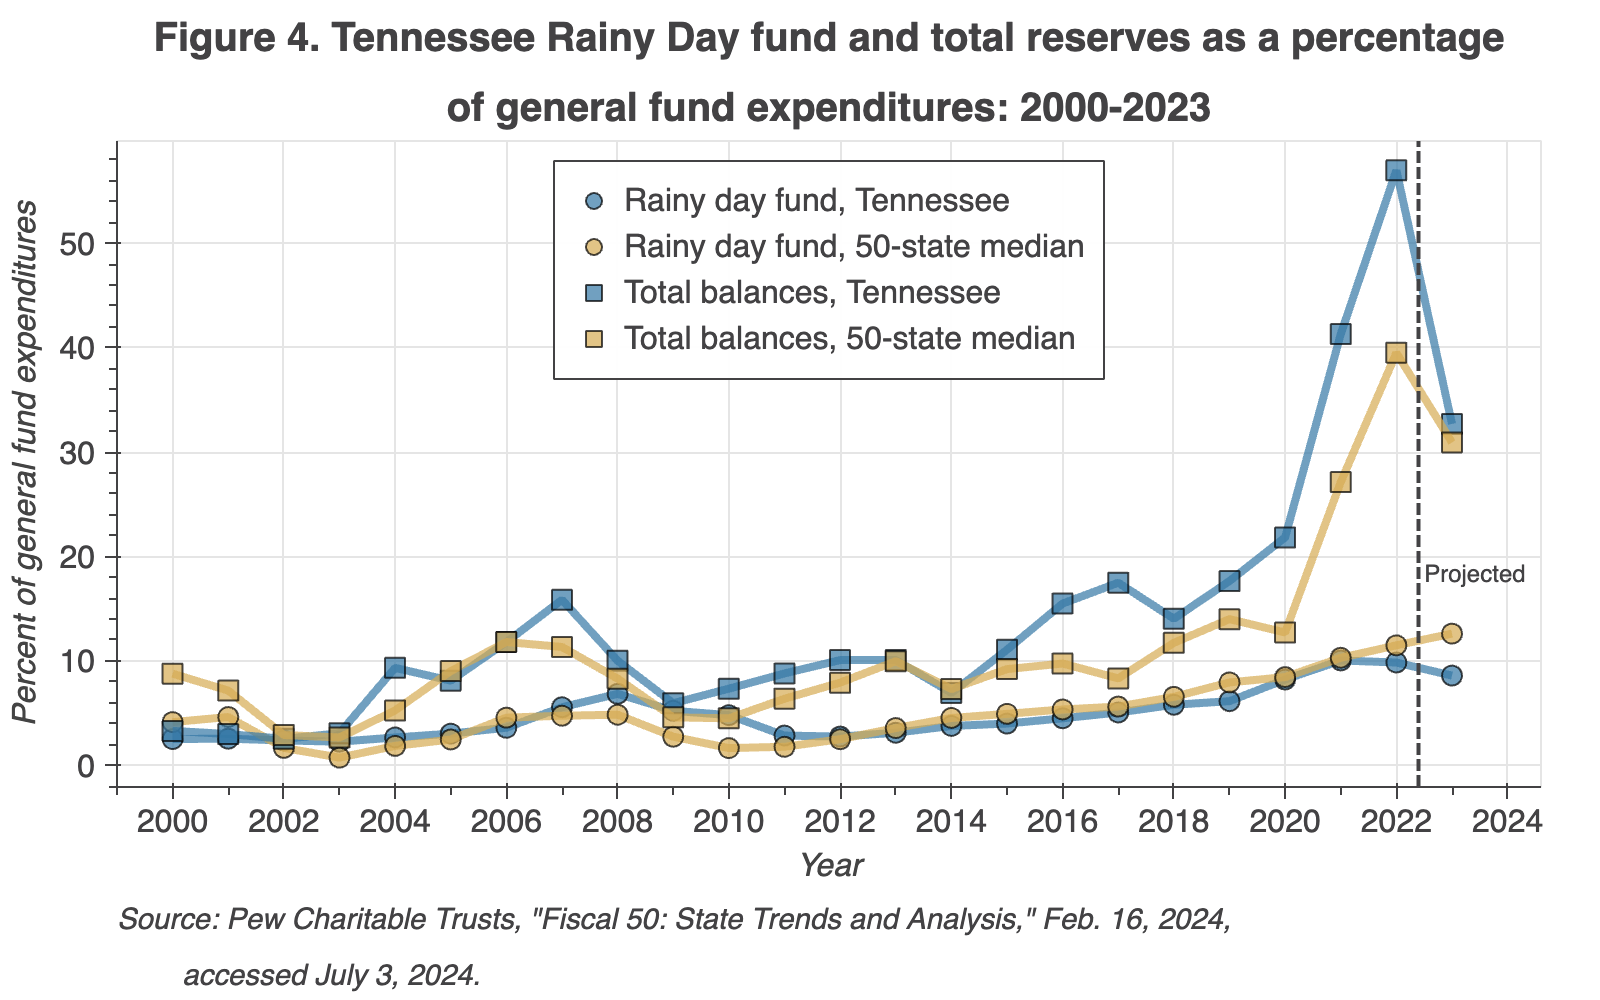 Figure 4. Tennessee Rainy Day fund and total reserves as a percentage
of general fund expenditures: 2000-2023
Percent of general fund expenditures
50
40
30
20
10
0
Rainy day fund, Tennessee
Rainy day fund, 50-state median
Total balances, Tennessee
Total balances, 50-state median
Projected
2000 2002 2004 2006 2008 2010 2012 2014 2016 2018 2020 2022 2024
Year
Source: Pew Charitable Trusts, "Fiscal 50: State Trends and Analysis," Feb. 16, 2024,
accessed July 3, 2024.